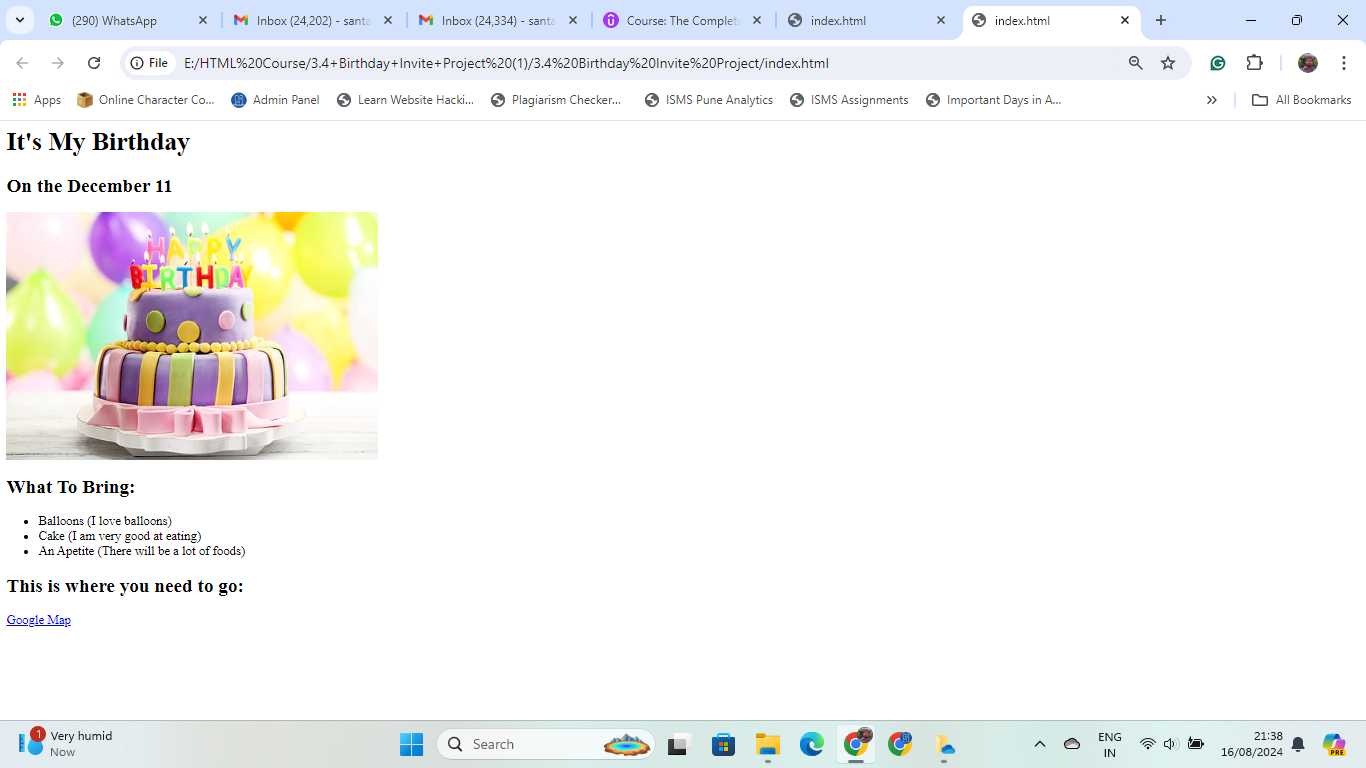 (290) WhatsApp
Inbox (24,202) - santa
Inbox (24,334) - santa
Course: The Complet
index.html
index.html
File
E:/HTML%20Course/3.4+Birthday+Invite+Project%20(1)/3.4%20Birthday%20Invite%20Project/index.html
Apps
Online Character Co...
Admin Panel
Learn Website Hacki...
Plagiarism Checker...
ISMS Pune Analytics
ISMS Assignments
Important Days in A...
All Bookmarks
It's My Birthday
On the December 11
HAPPY
BIRTHDAY
What To Bring:
Balloons (I love balloons)
Cake (I am very good at eating)
An Apetite (There will be a lot of foods)
This is where you need to go:
Google Map
1
Very humid
Now
Search
ENG
IN
21:38
16/08/2024
PRE